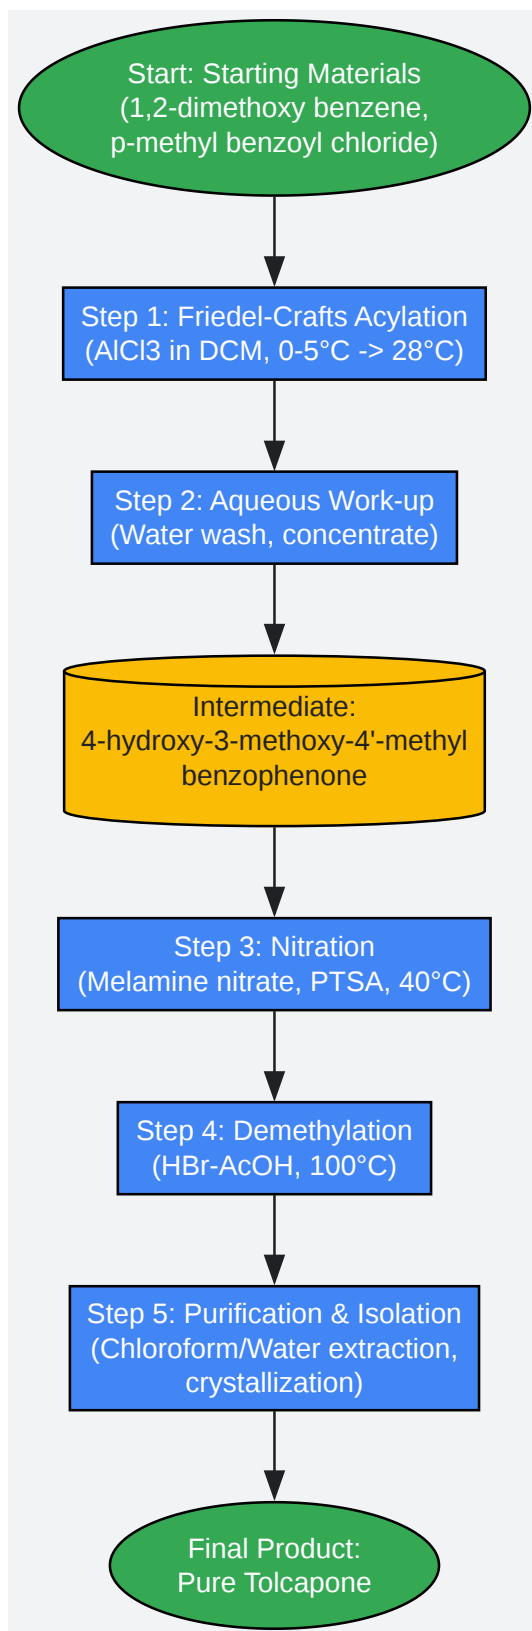 Start: Starting Materials
(1,2-dimethoxy benzene,
p-methyl benzoyl chloride)
Step 1: Friedel-Crafts Acylation
(AlCl3 in DCM, 0-5°C -> 28°C)
Step 2: Aqueous Work-up
(Water wash, concentrate)
Intermediate:
4-hydroxy-3-methoxy-4'-methyl
benzophenone
Step 3: Nitration
(Melamine nitrate, PTSA, 40°C)
Step 4: Demethylation
(HBr-AcOH, 100°C)
Step 5: Purification & Isolation
(Chloroform/Water extraction,
crystallization)
Final Product:
Pure Tolcapone